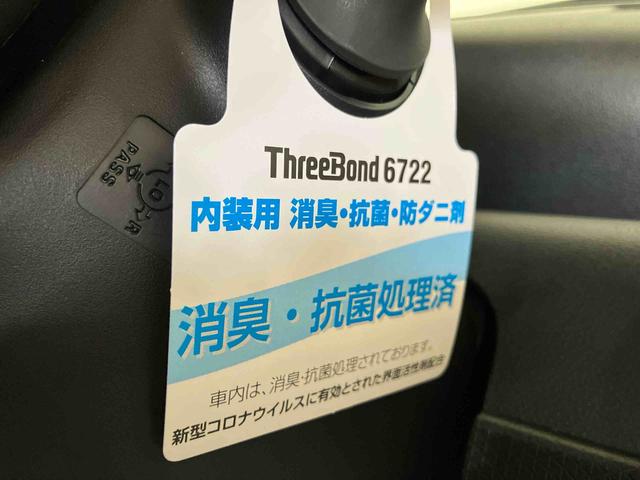 ThreeBond 6722
内装用 消臭・抗菌・防ダニ剤
消臭・抗菌処理済
車内は、消臭・抗菌処理されております。
新型コロナウイルスに有効とされた界面活性剤配合
PASS
LO
R